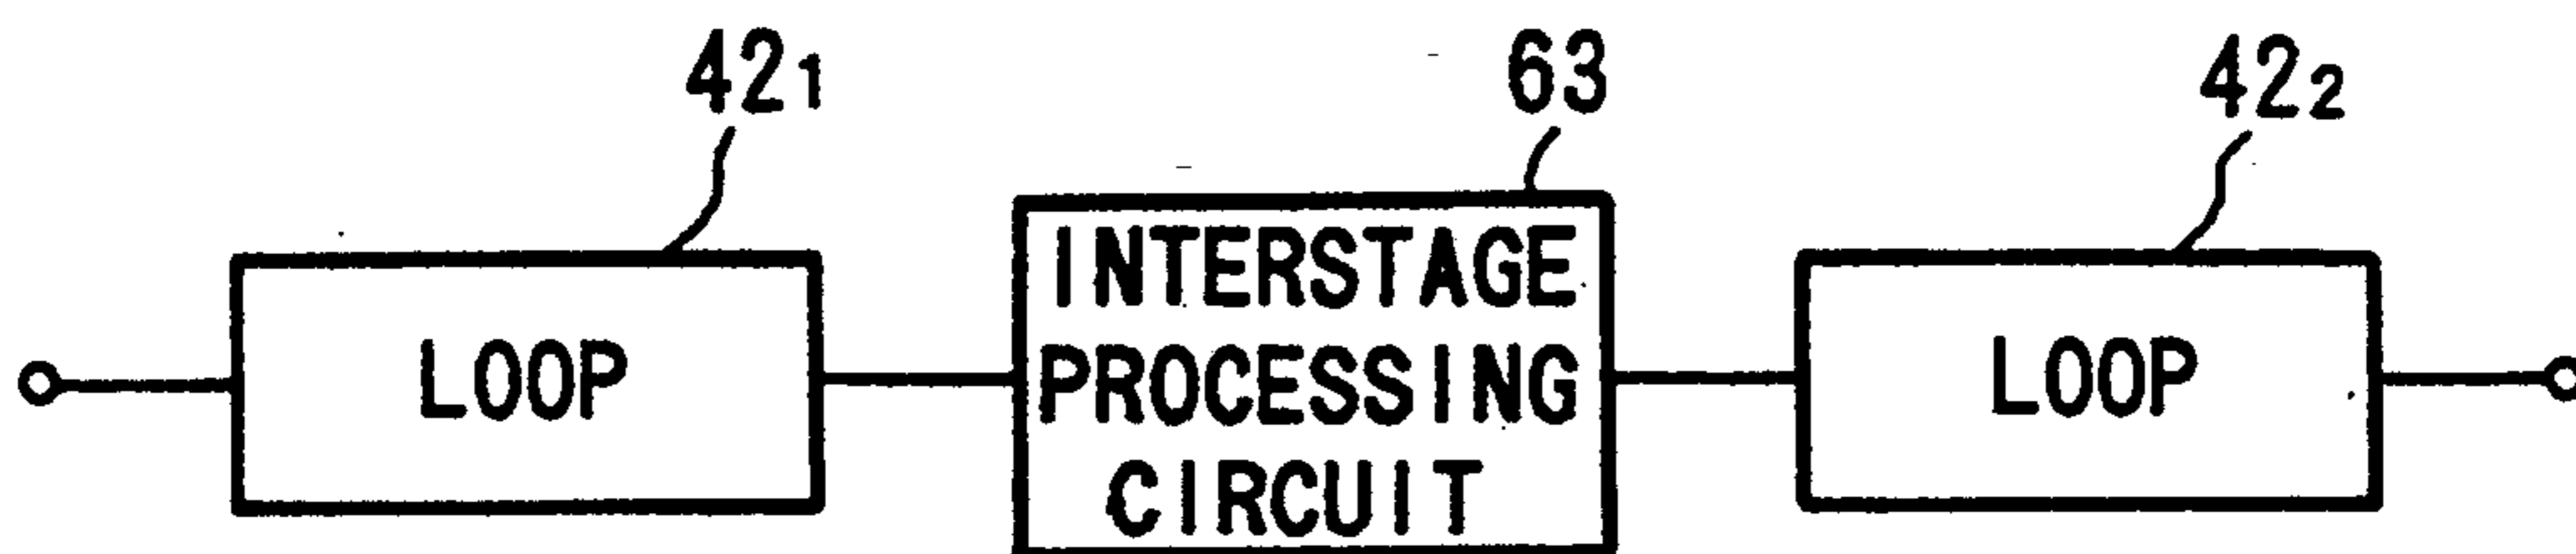 42₁
63
42₂
LOOP
INTERSTAGE
PROCESSING
CIRCUIT
LOOP